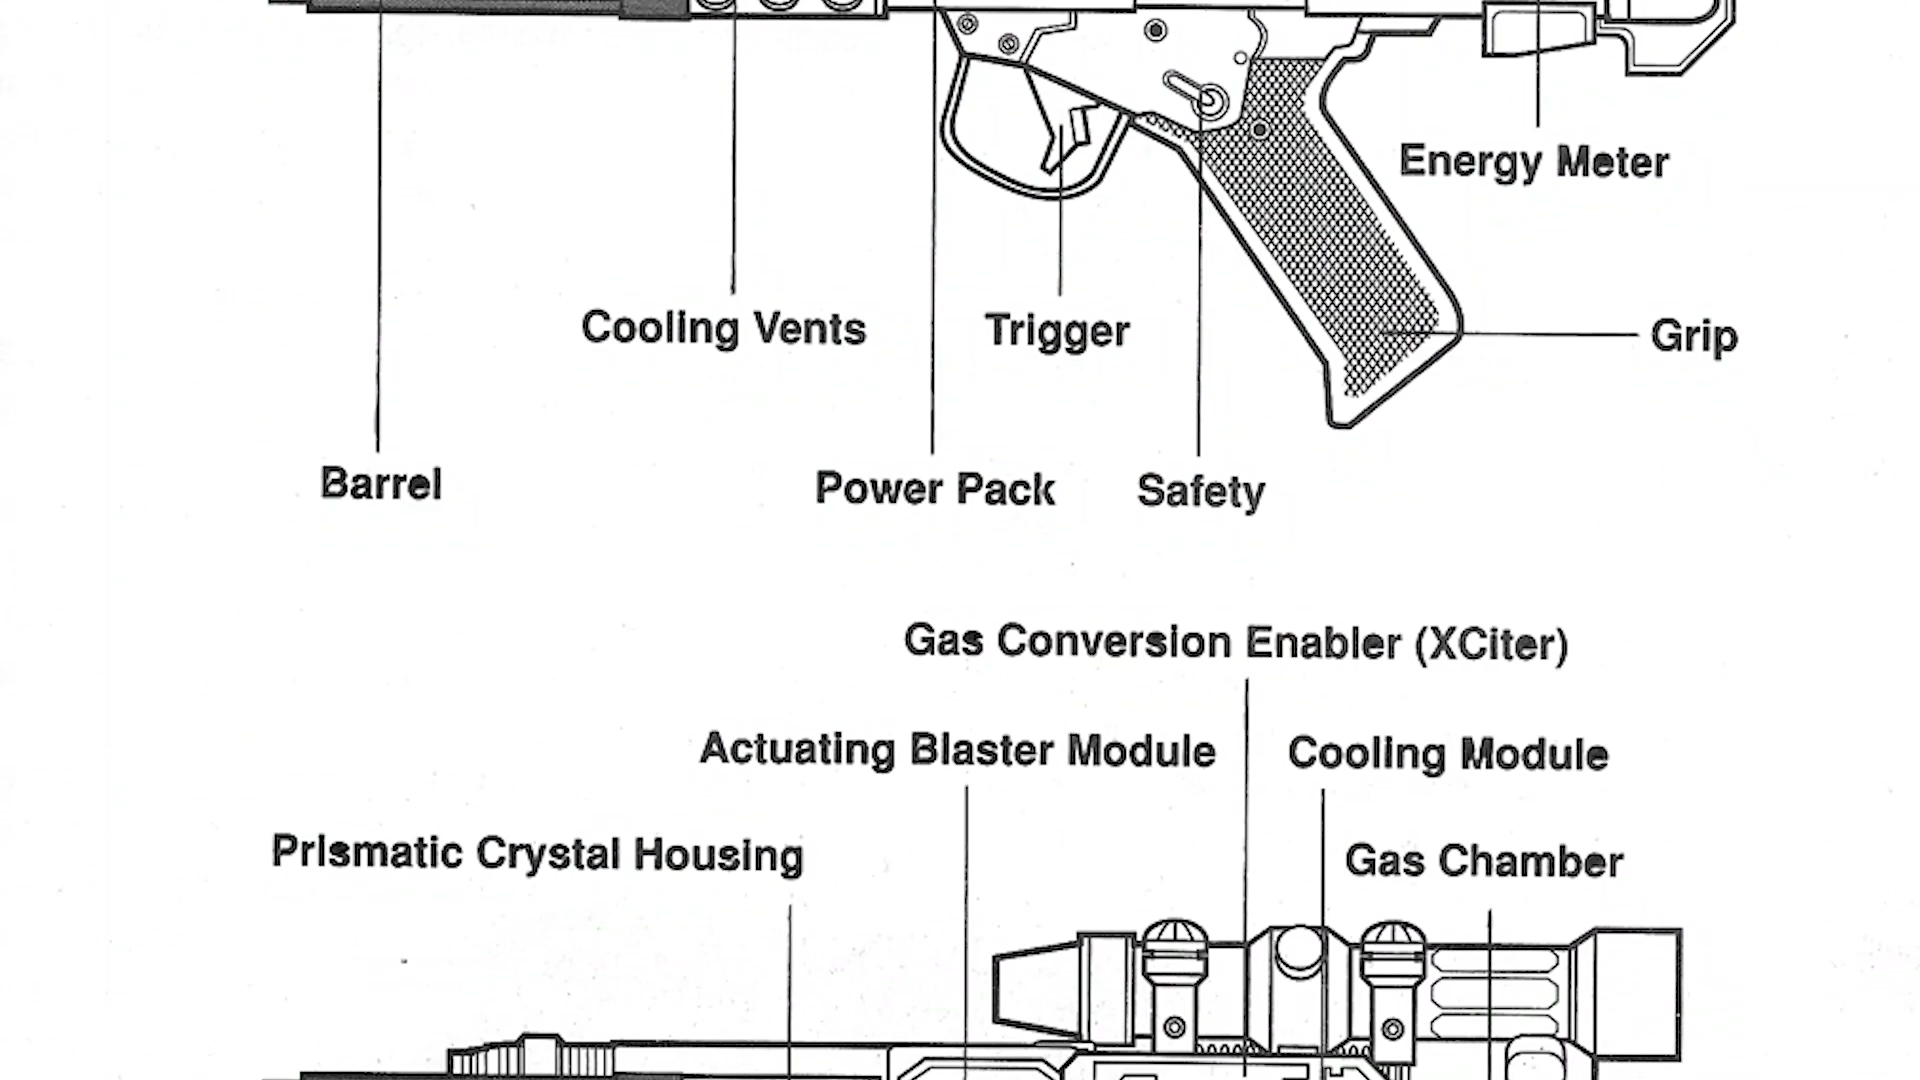 Energy Meter
Cooling Vents
Trigger
Grip
Barrel
Power Pack
Safety
Gas Conversion Enabler (XCiter)
Actuating Blaster Module
Cooling Module
Prismatic Crystal Housing
Gas Chamber